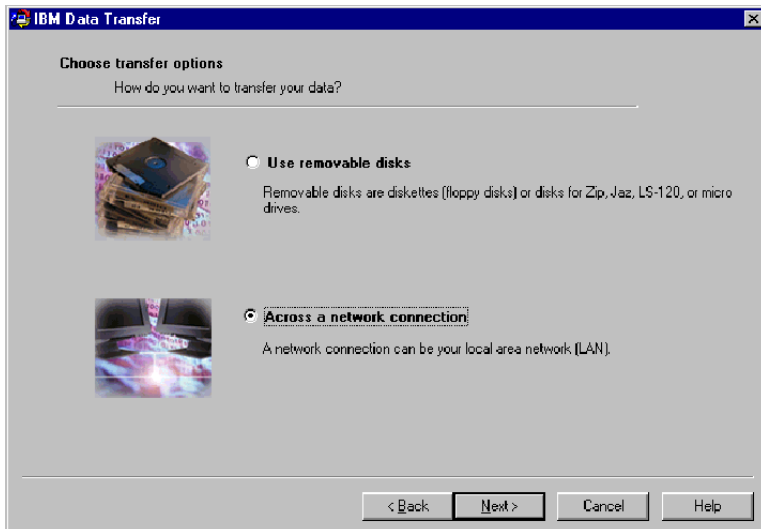 IBM Data Transfer
Choose transfer options
How do you want to transfer your data?
Use removable disks
Removable disks are diskettes (floppy disks) or disks for Zip, Jaz, LS-120, or micro
drives.
Across a network connection
A network connection can be your local area network (LAN).
< Back
Next >
Cancel
Help